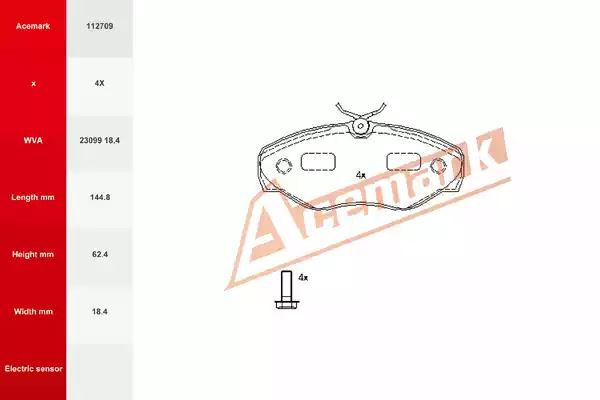 Acemark 112709
x 4X
WVA 23099 18.4
Length mm 144.8
Height mm 62.4
Width mm 18.4
Electric sensor
4x
4x
Acemark